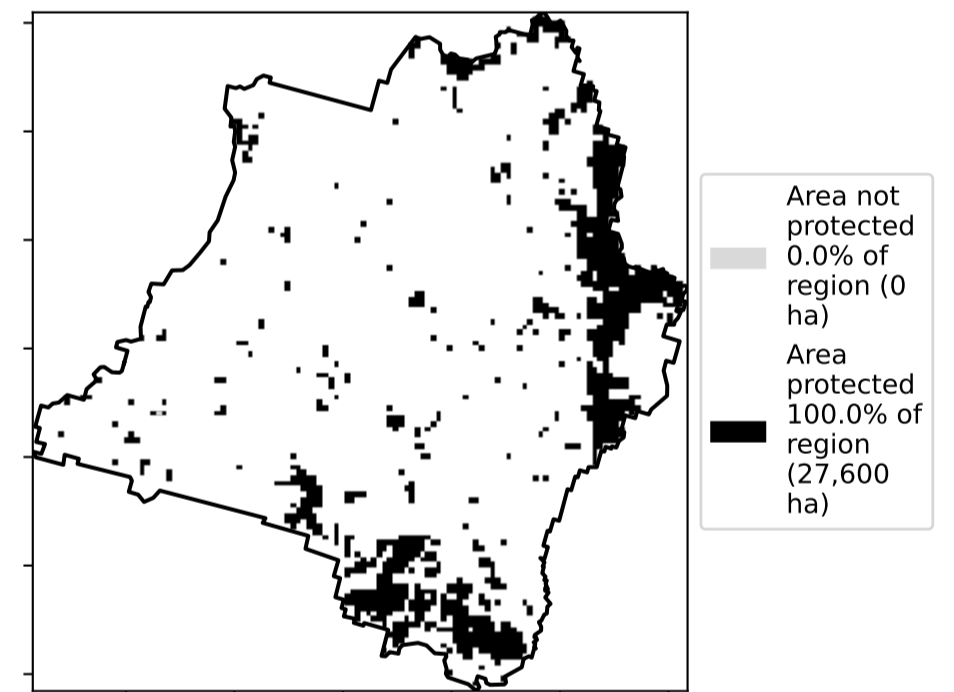 Area not
protected
0.0% of
region (0
ha)
Area
protected
100.0% of
region
(27,600
ha)